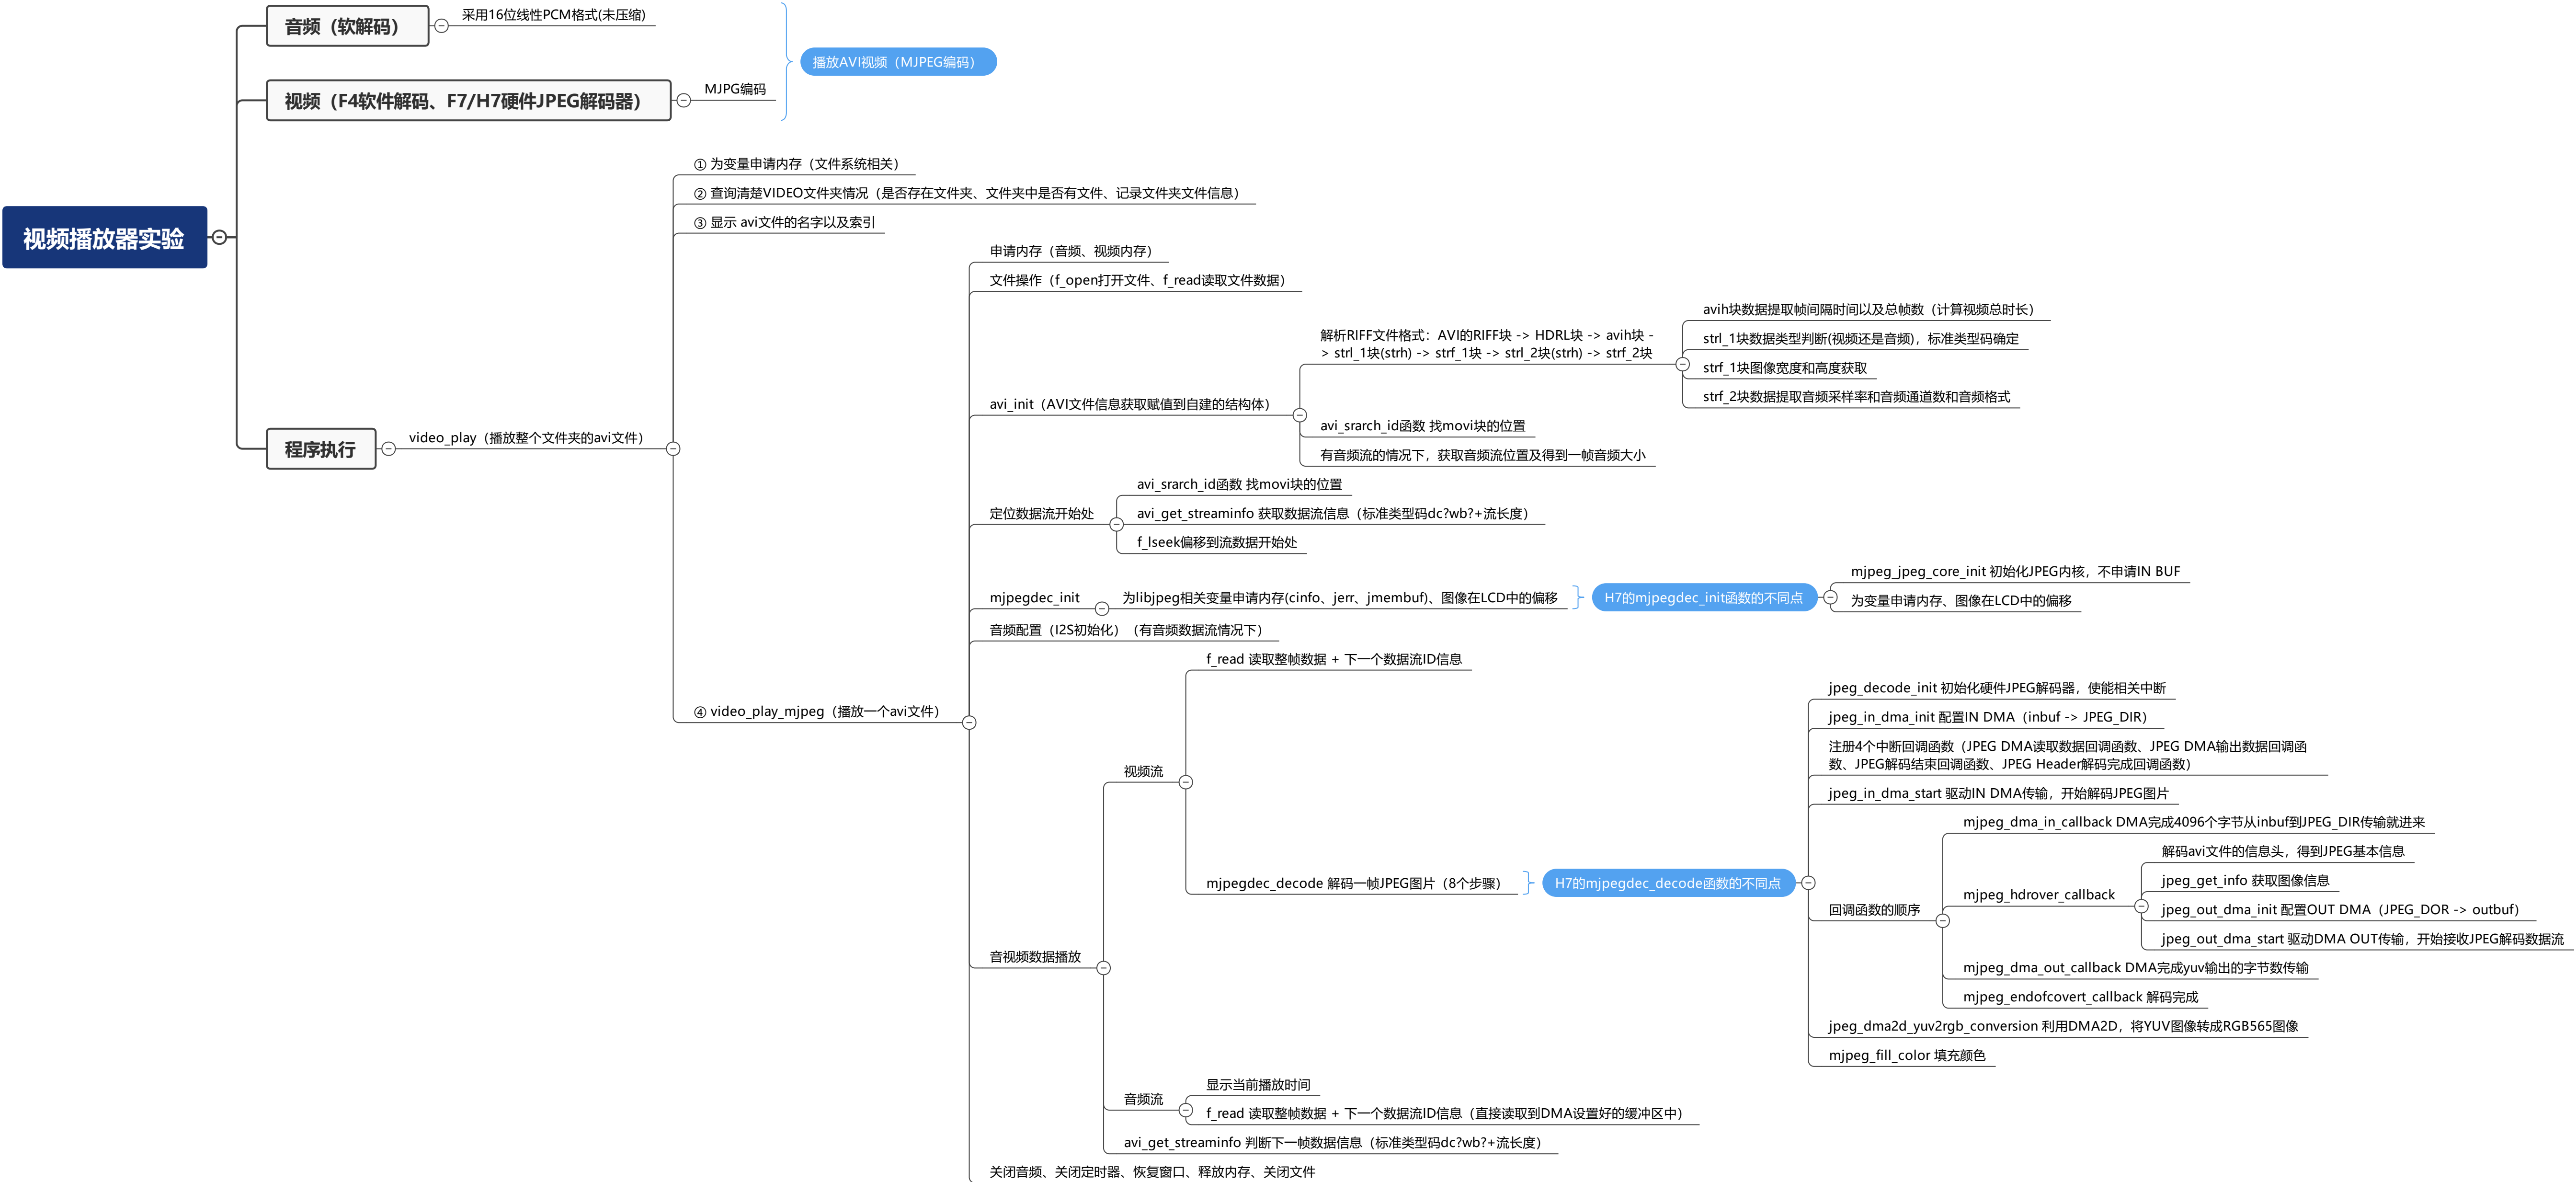 视频播放器实验
音频（软解码）
采用16位线性PCM格式(未压缩)
视频（F4软件解码、F7/H7硬件JPEG解码器）
MJPG编码
播放AVI视频（MJPEG编码）
程序执行
video_play（播放整个文件夹的avi文件）
① 为变量申请内存（文件系统相关）
② 查询清楚VIDEO文件夹情况（是否存在文件夹、文件夹中是否有文件、记录文件夹文件信息）
③ 显示 avi文件的名字以及索引
④ video_play_mjpeg（播放一个avi文件）
申请内存（音频、视频内存）
文件操作（f_open打开文件、f_read读取文件数据）
avi_init（AVI文件信息获取赋值到自建的结构体）
解析RIFF文件格式：AVI的RIFF块 -> HDRL块 -> avih块 -
> strl_1块(strh) -> strf_1块 -> strl_2块(strh) -> strf_2块
avih块数据提取帧间隔时间以及总帧数（计算视频总时长）
strl_1块数据类型判断(视频还是音频)，标准类型码确定
strf_1块图像宽度和高度获取
strf_2块数据提取音频采样率和音频通道数和音频格式
avi_srarch_id函数 找movi块的位置
有音频流的情况下，获取音频流位置及得到一帧音频大小
定位数据流开始处
avi_srarch_id函数 找movi块的位置
avi_get_streaminfo 获取数据流信息（标准类型码dc?wb?+流长度）
f_lseek偏移到流数据开始处
mjpegdec_init
为libjpeg相关变量申请内存(cinfo、jerr、jmembuf)、图像在LCD中的偏移
H7的mjpegdec_init函数的不同点
mjpeg_jpeg_core_init 初始化JPEG内核，不申请IN BUF
为变量申请内存、图像在LCD中的偏移
音频配置（I2S初始化）（有音频数据流情况下）
音视频数据播放
视频流
f_read 读取整帧数据 + 下一个数据流ID信息
mjpegdec_decode 解码一帧JPEG图片（8个步骤）
H7的mjpegdec_decode函数的不同点
jpeg_decode_init 初始化硬件JPEG解码器，使能相关中断
jpeg_in_dma_init 配置IN DMA（inbuf -> JPEG_DIR）
注册4个中断回调函数（JPEG DMA读取数据回调函数、JPEG DMA输出数据回调函
数、JPEG解码结束回调函数、JPEG Header解码完成回调函数）
jpeg_in_dma_start 驱动IN DMA传输，开始解码JPEG图片
回调函数的顺序
mjpeg_dma_in_callback DMA完成4096个字节从inbuf到JPEG_DIR传输就进来
mjpeg_hdrover_callback
解码avi文件的信息头，得到JPEG基本信息
jpeg_get_info 获取图像信息
jpeg_out_dma_init 配置OUT DMA（JPEG_DOR -> outbuf）
jpeg_out_dma_start 驱动DMA OUT传输，开始接收JPEG解码数据流
mjpeg_dma_out_callback DMA完成yuv输出的字节数传输
mjpeg_endofcovert_callback 解码完成
jpeg_dma2d_yuv2rgb_conversion 利用DMA2D，将YUV图像转成RGB565图像
mjpeg_fill_color 填充颜色
音频流
显示当前播放时间
f_read 读取整帧数据 + 下一个数据流ID信息（直接读取到DMA设置好的缓冲区中）
avi_get_streaminfo 判断下一帧数据信息（标准类型码dc?wb?+流长度）
关闭音频、关闭定时器、恢复窗口、释放内存、关闭文件